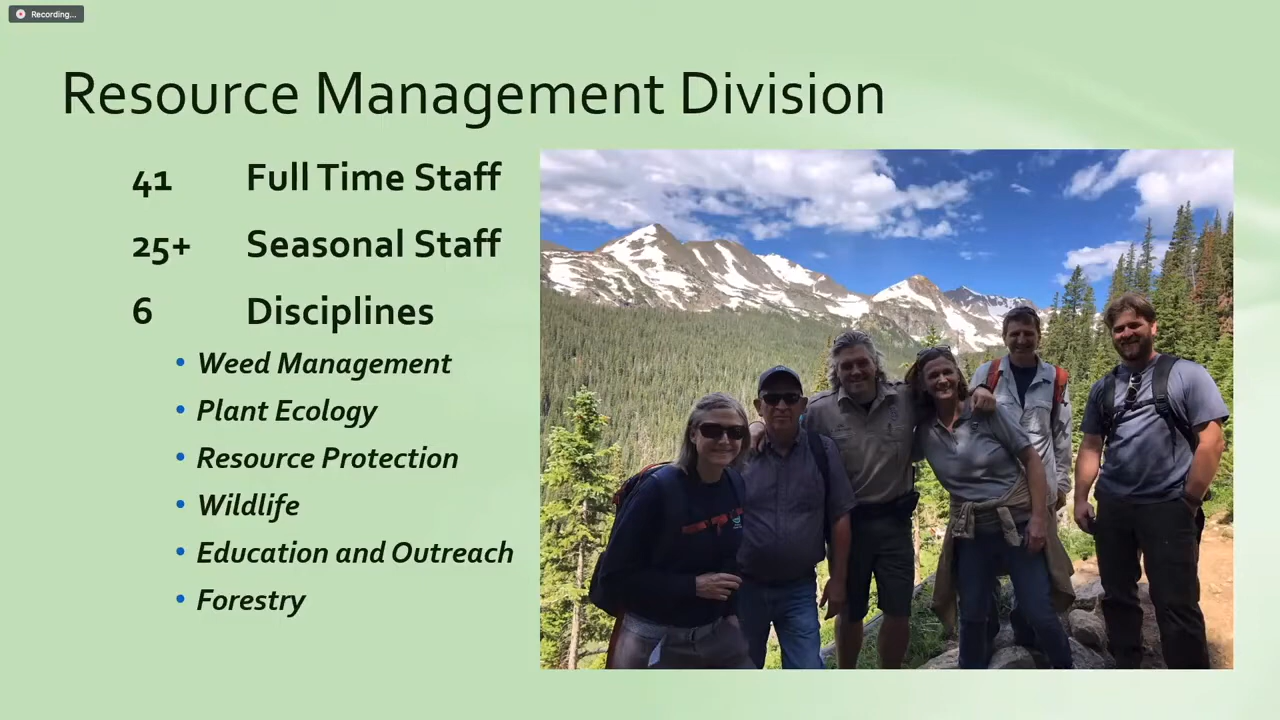 Recording...
Resource Management Division
41 Full Time Staff
25+ Seasonal Staff
6 Disciplines
• Weed Management
• Plant Ecology
• Resource Protection
• Wildlife
• Education and Outreach
• Forestry